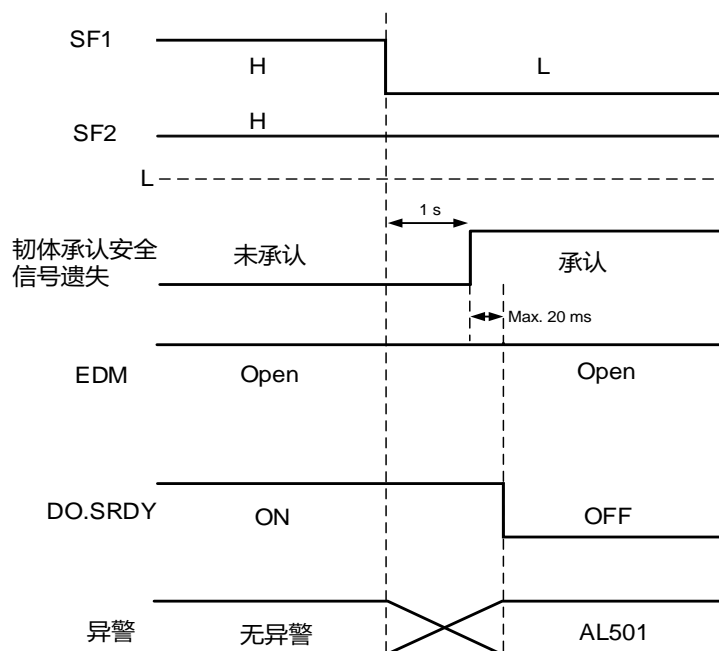 SF1
H
L
SF2
H
L
1 s
韧体承认安全
信号遗失
未承认
承认
Max. 20 ms
EDM
Open
Open
DO.SRDY
ON
OFF
异警
无异警
AL501